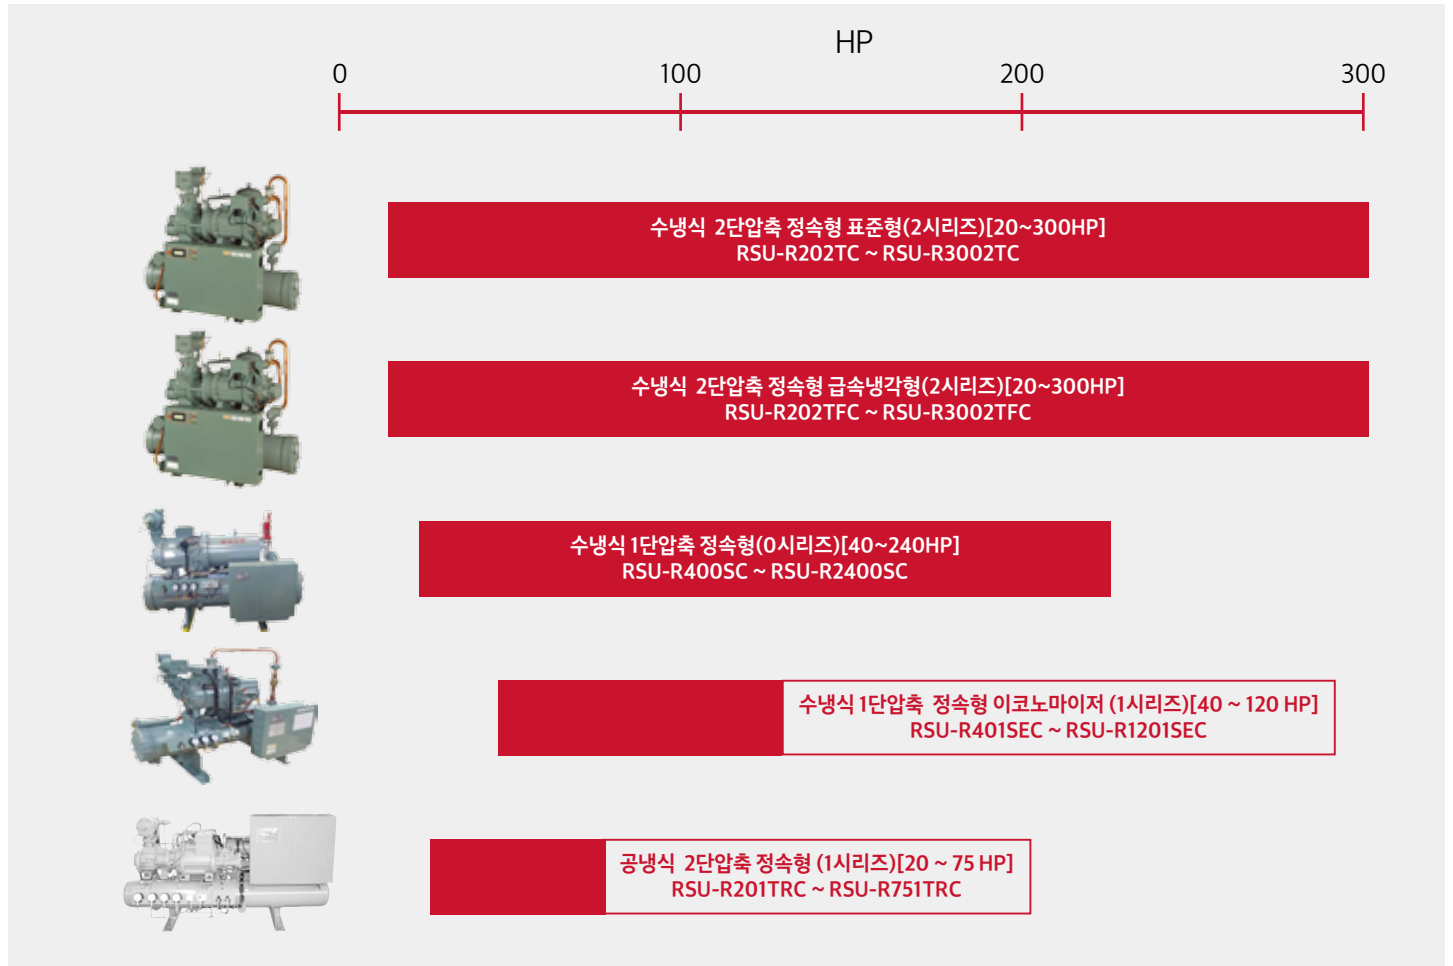 HP
0 100 200 300
수냉식 2단압축 정속형 표준형(2시리즈)[20~300HP]
RSU-R202TC ~ RSU-R3002TC
수냉식 2단압축 정속형 급속냉각형(2시리즈)[20~300HP]
RSU-R202TFC ~ RSU-R3002TFC
수냉식 1단압축 정속형(0시리즈)[40~240HP]
RSU-R400SC ~ RSU-R2400SC
수냉식 1단압축 정속형 이코노마이저 (1시리즈)[40 ~ 120 HP]
RSU-R401SEC ~ RSU-R1201SEC
공냉식 2단압축 정속형 (1시리즈)[20 ~ 75 HP]
RSU-R201TRC ~ RSU-R751TRC